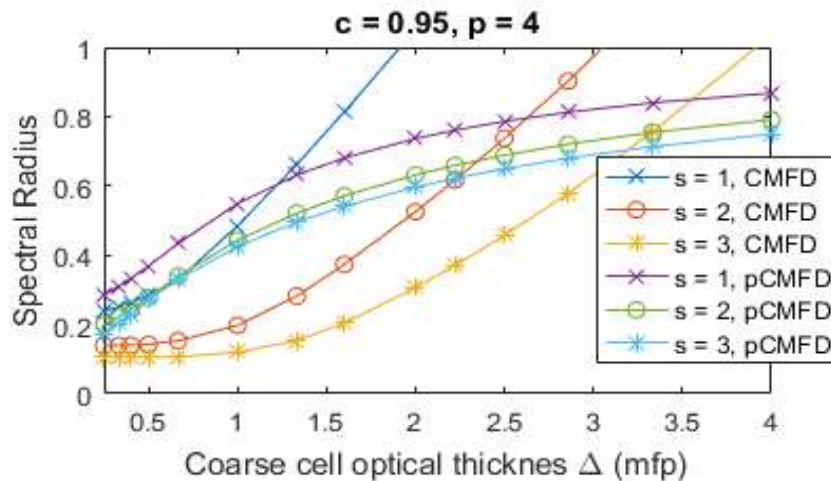 c = 0.95, p = 4
1
0.8
0.6
0.4
0.2
0
Spectral Radius
s = 1, CMFD
s = 2, CMFD
s = 3, CMFD
s = 1, pCMFD
s = 2, pCMFD
s = 3, pCMFD
0.5 1 1.5 2 2.5 3 3.5 4
Coarse cell optical thicknes Δ (mfp)